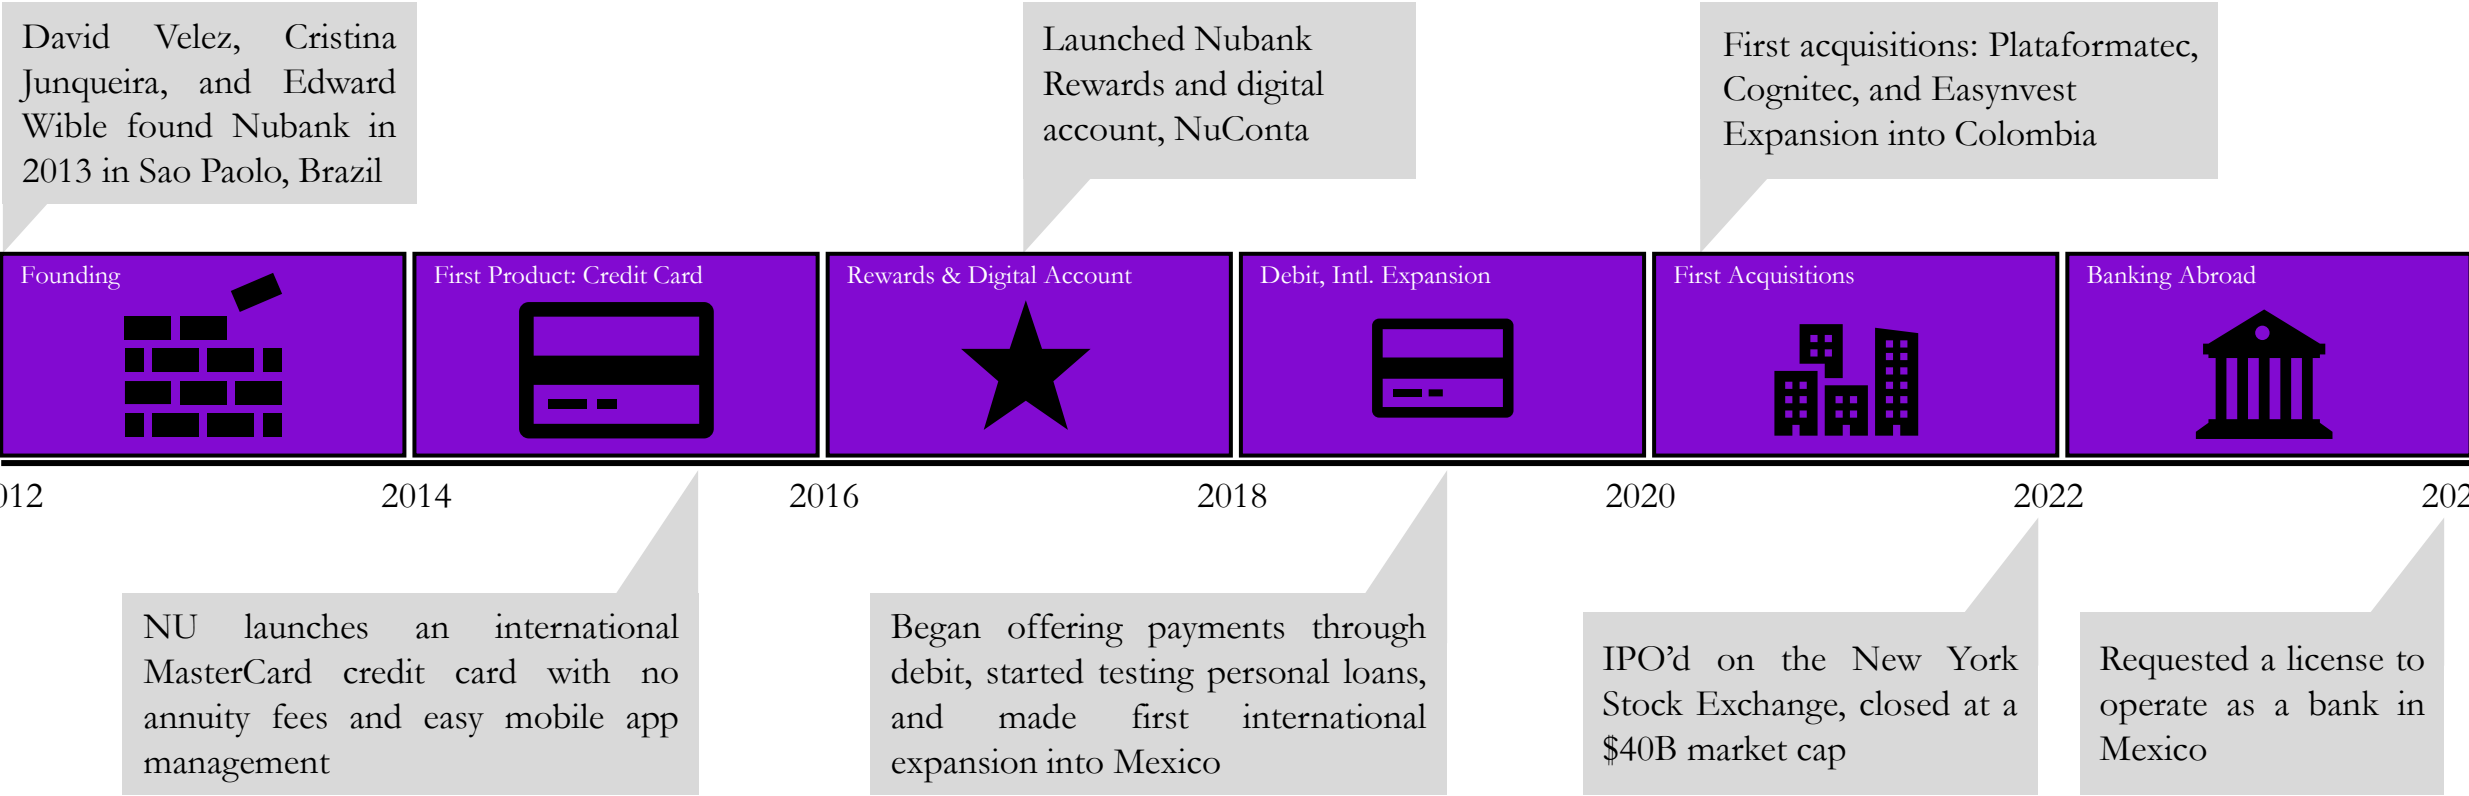 David Velez, Cristina
Junqueira, and Edward
Wible found Nubank in
2013 in Sao Paolo, Brazil
Launched Nubank
Rewards and digital
account, NuConta
First acquisitions: Plataformatec,
Cognitec, and Easynvest
Expansion into Colombia
Founding
First Product: Credit Card
Rewards & Digital Account
Debit, Intl. Expansion
First Acquisitions
Banking Abroad
012
2014
2016
2018
2020
2022
202
NU launches an international
MasterCard credit card with no
annuity fees and easy mobile app
management
Began offering payments through
debit, started testing personal loans,
and made first international
expansion into Mexico
IPO’d on the New York
Stock Exchange, closed at a
$40B market cap
Requested a license to
operate as a bank in
Mexico